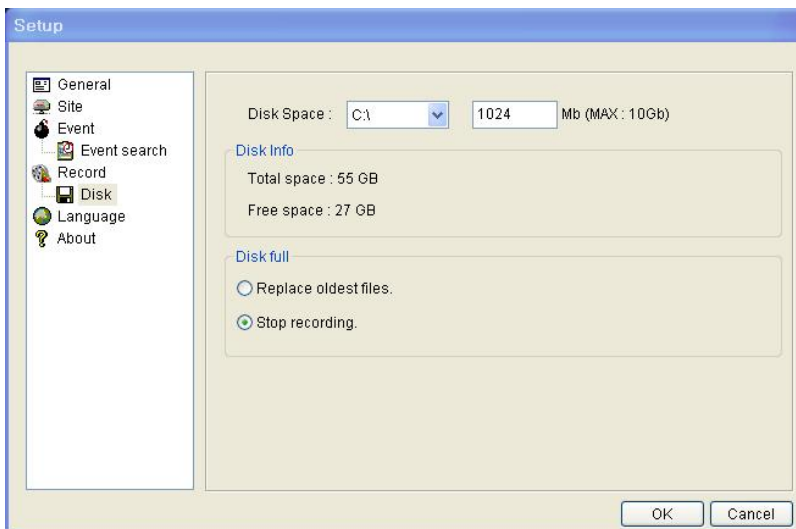 Setup
General
Site
Event
Event search
Record
Disk
Language
About
Disk Space : C:\ 1024 Mb (MAX : 10Gb)
Disk Info
Total space : 55 GB
Free space : 27 GB
Disk full
Replace oldest files.
Stop recording.
OK Cancel